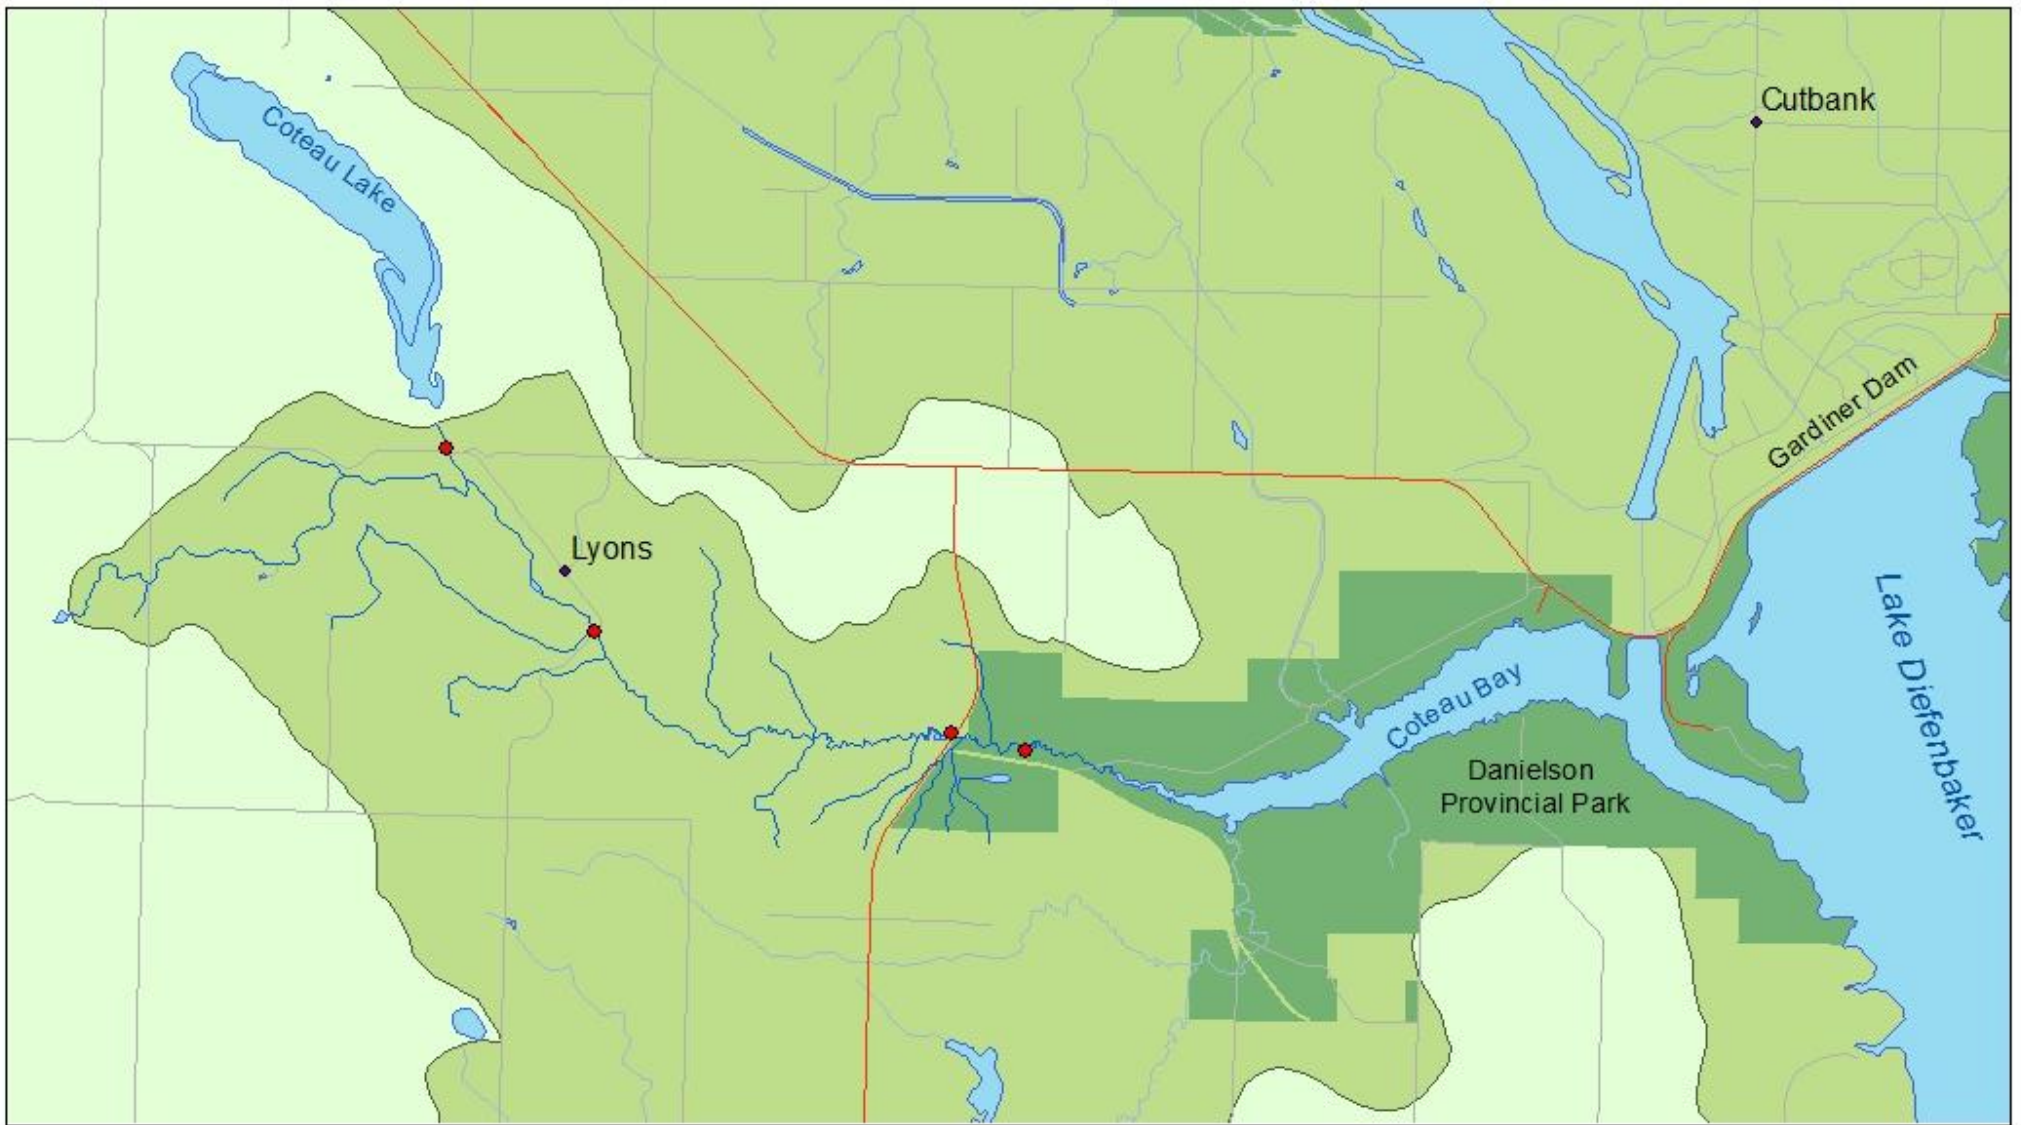 Cutbank
Coteau Lake
Gardiner Dam
Lyons
Lake Diefenbaker
Coteau Bay
Danielson
Provincial Park